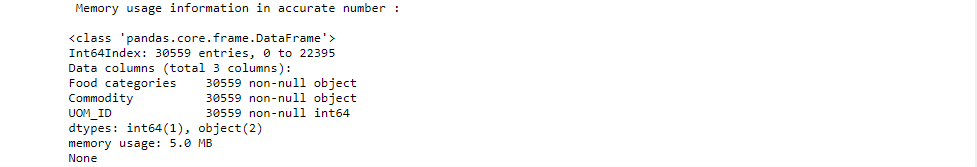 Memory usage information in accurate number :
<class 'pandas.core.frame.DataFrame'>
Int64Index: 30559 entries, 0 to 22395
Data columns (total 3 columns):
Food categories    30559 non-null object
Commodity          30559 non-null object
UOM_ID             30559 non-null int64
dtypes: int64(1), object(2)
memory usage: 5.0 MB
None